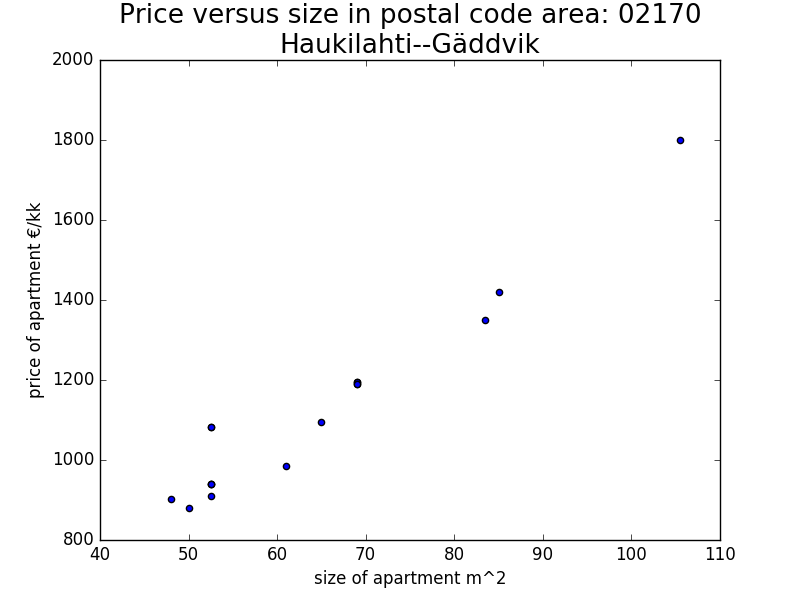 Price versus size in postal code area: 02170
Haukilahti--Gäddvik
2000
1800
1600
1400
1200
1000
800
price of apartment €/kk
40 50 60 70 80 90 100 110
size of apartment m^2